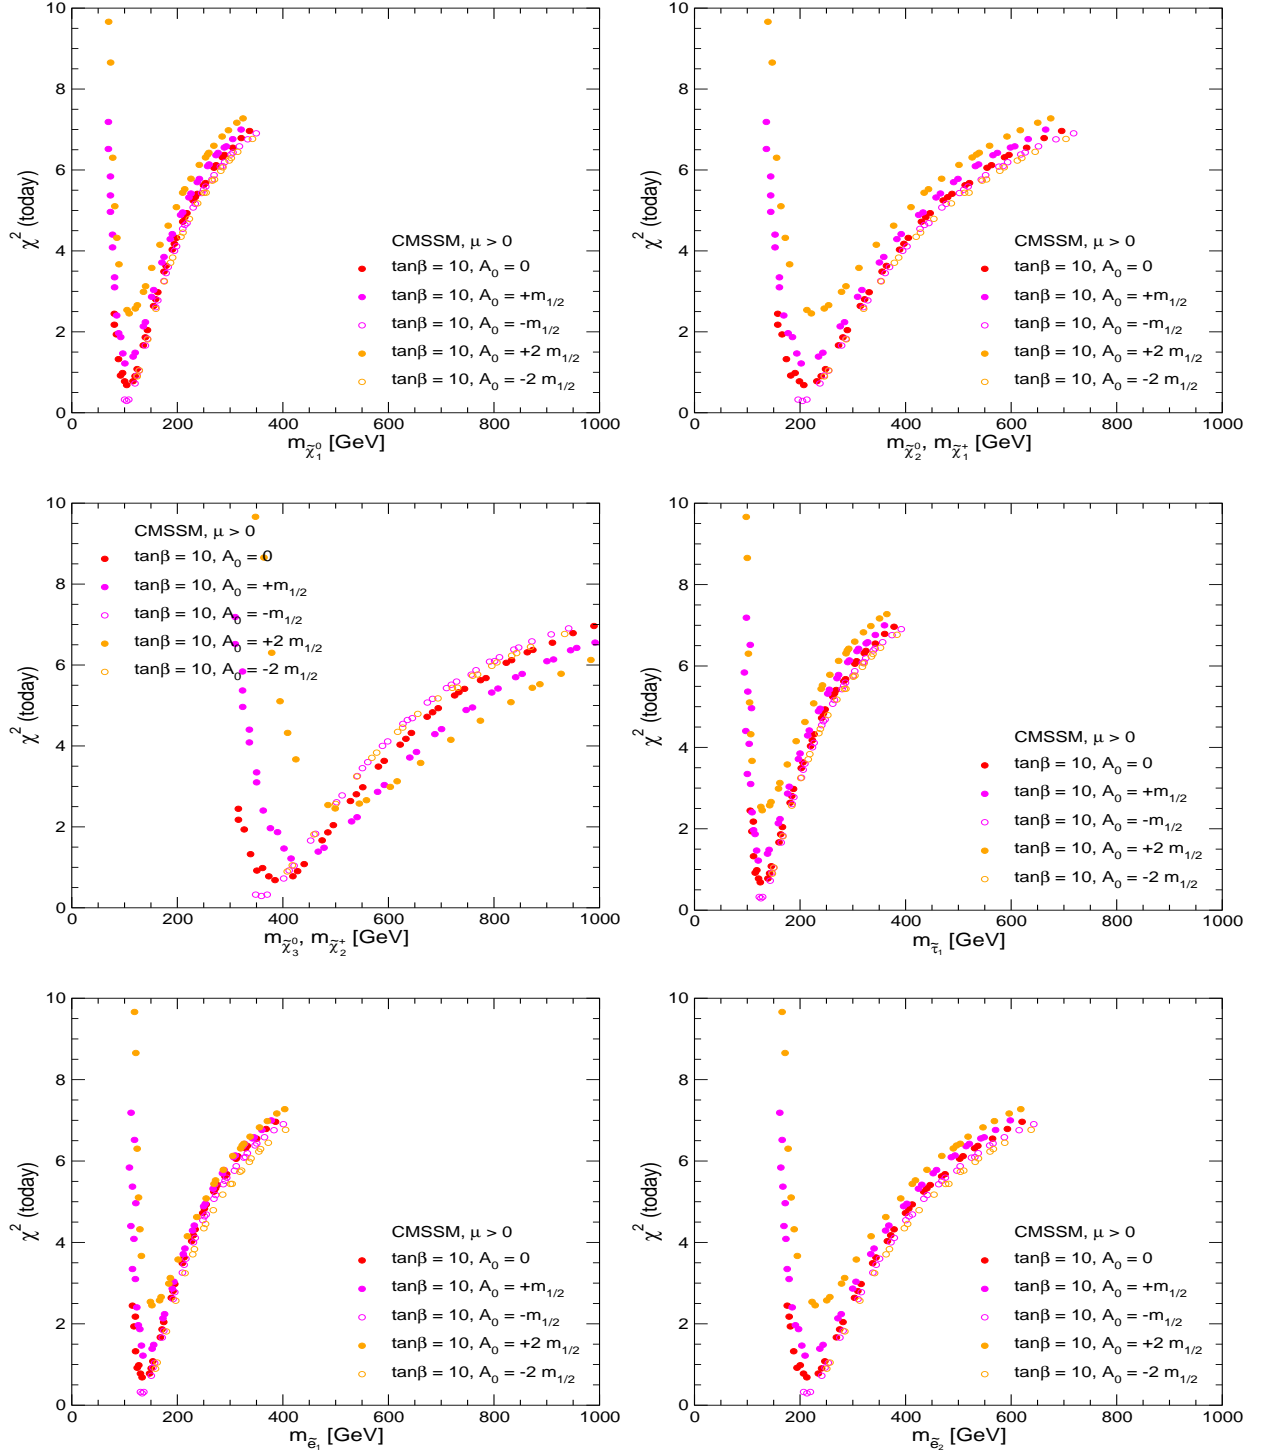 10
8
6
4
2
0
χ² (today)
CMSSM, μ > 0
tanβ = 10, A₀ = 0
tanβ = 10, A₀ = +m₁/₂
tanβ = 10, A₀ = -m₁/₂
tanβ = 10, A₀ = +2 m₁/₂
tanβ = 10, A₀ = -2 m₁/₂
0 200 400 600 800 1000
m_χ̃₁⁰ [GeV]
10
8
6
4
2
0
χ² (today)
CMSSM, μ > 0
tanβ = 10, A₀ = 0
tanβ = 10, A₀ = +m₁/₂
tanβ = 10, A₀ = -m₁/₂
tanβ = 10, A₀ = +2 m₁/₂
tanβ = 10, A₀ = -2 m₁/₂
0 200 400 600 800 1000
m_χ̃₂⁰, m_χ̃₁⁺ [GeV]
10
8
6
4
2
0
χ² (today)
CMSSM, μ > 0
tanβ = 10, A₀ = 0
tanβ = 10, A₀ = +m₁/₂
tanβ = 10, A₀ = -m₁/₂
tanβ = 10, A₀ = +2 m₁/₂
tanβ = 10, A₀ = -2 m₁/₂
0 200 400 600 800 1000
m_χ̃₃⁰, m_χ̃₂⁺ [GeV]
10
8
6
4
2
0
χ² (today)
CMSSM, μ > 0
tanβ = 10, A₀ = 0
tanβ = 10, A₀ = +m₁/₂
tanβ = 10, A₀ = -m₁/₂
tanβ = 10, A₀ = +2 m₁/₂
tanβ = 10, A₀ = -2 m₁/₂
0 200 400 600 800 1000
m_τ̃₁ [GeV]
10
8
6
4
2
0
χ² (today)
CMSSM, μ > 0
tanβ = 10, A₀ = 0
tanβ = 10, A₀ = +m₁/₂
tanβ = 10, A₀ = -m₁/₂
tanβ = 10, A₀ = +2 m₁/₂
tanβ = 10, A₀ = -2 m₁/₂
0 200 400 600 800 1000
m_ẽ₁ [GeV]
10
8
6
4
2
0
χ² (today)
CMSSM, μ > 0
tanβ = 10, A₀ = 0
tanβ = 10, A₀ = +m₁/₂
tanβ = 10, A₀ = -m₁/₂
tanβ = 10, A₀ = +2 m₁/₂
tanβ = 10, A₀ = -2 m₁/₂
0 200 400 600 800 1000
m_ẽ₂ [GeV]